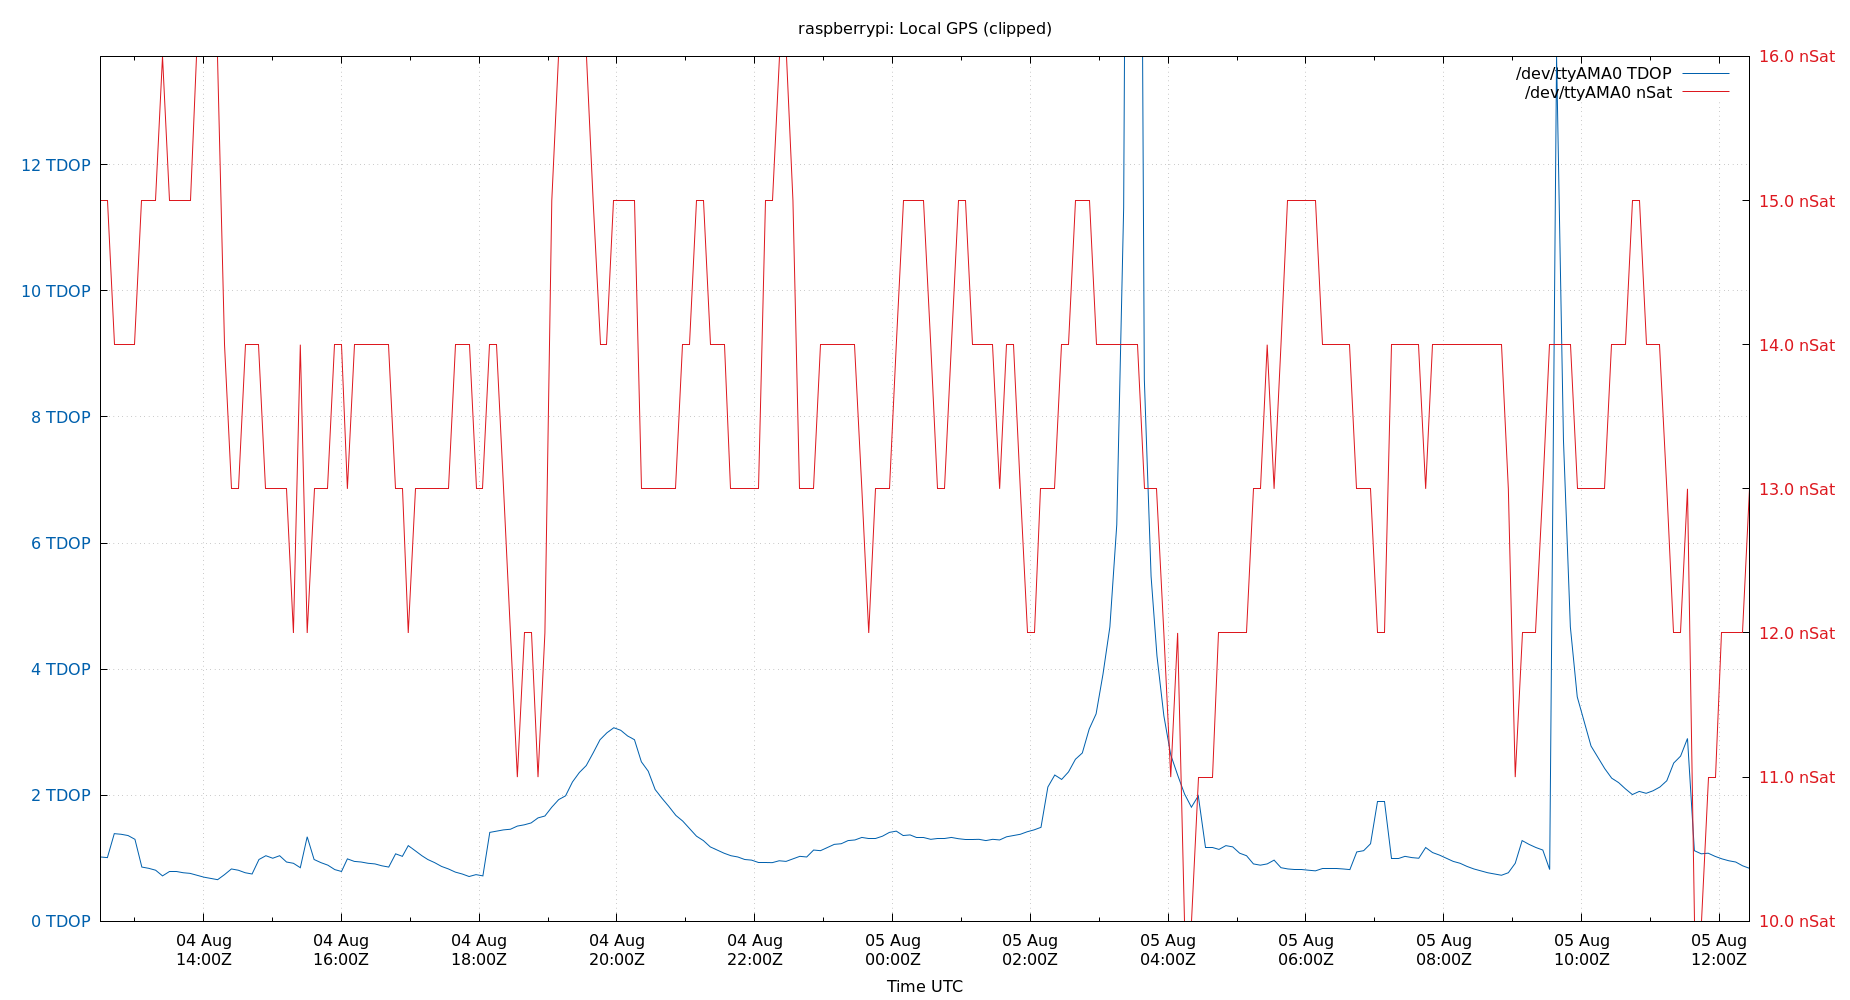 raspberrypi: Local GPS (clipped)
/dev/ttyAMA0 TDOP
/dev/ttyAMA0 nSat
12 TDOP
10 TDOP
8 TDOP
6 TDOP
4 TDOP
2 TDOP
0 TDOP
16.0 nSat
15.0 nSat
14.0 nSat
13.0 nSat
12.0 nSat
11.0 nSat
10.0 nSat
04 Aug
14:00Z
04 Aug
16:00Z
04 Aug
18:00Z
04 Aug
20:00Z
04 Aug
22:00Z
05 Aug
00:00Z
05 Aug
02:00Z
05 Aug
04:00Z
05 Aug
06:00Z
05 Aug
08:00Z
05 Aug
10:00Z
05 Aug
12:00Z
Time UTC